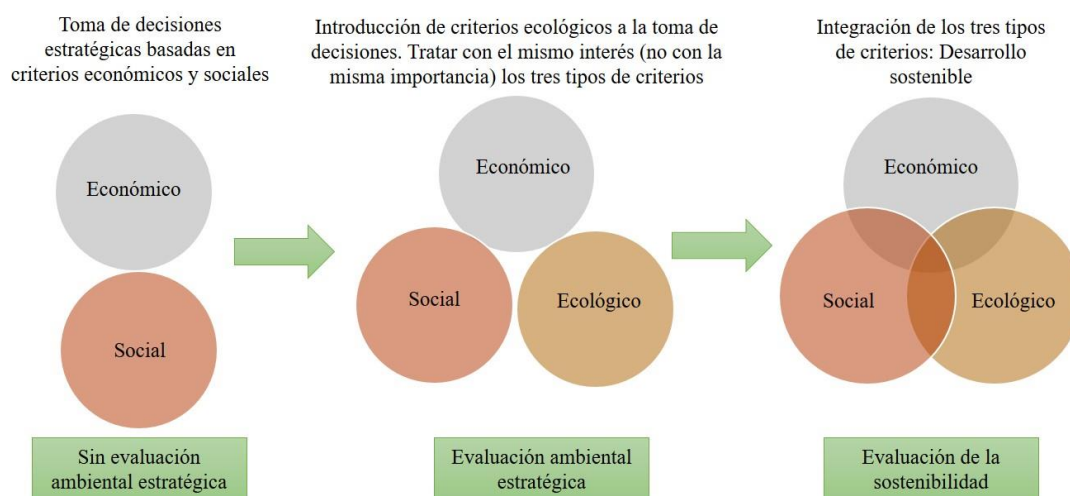 Toma de decisiones
estratégicas basadas en
criterios económicos y sociales
Económico
Social
Sin evaluación
ambiental estratégica
Introducción de criterios ecológicos a la toma de
decisiones. Tratar con el mismo interés (no con la
misma importancia) los tres tipos de criterios
Económico
Social
Ecológico
Evaluación ambiental
estratégica
Integración de los tres tipos
de criterios: Desarrollo
sostenible
Económico
Social
Ecológico
Evaluación de la
sostenibilidad